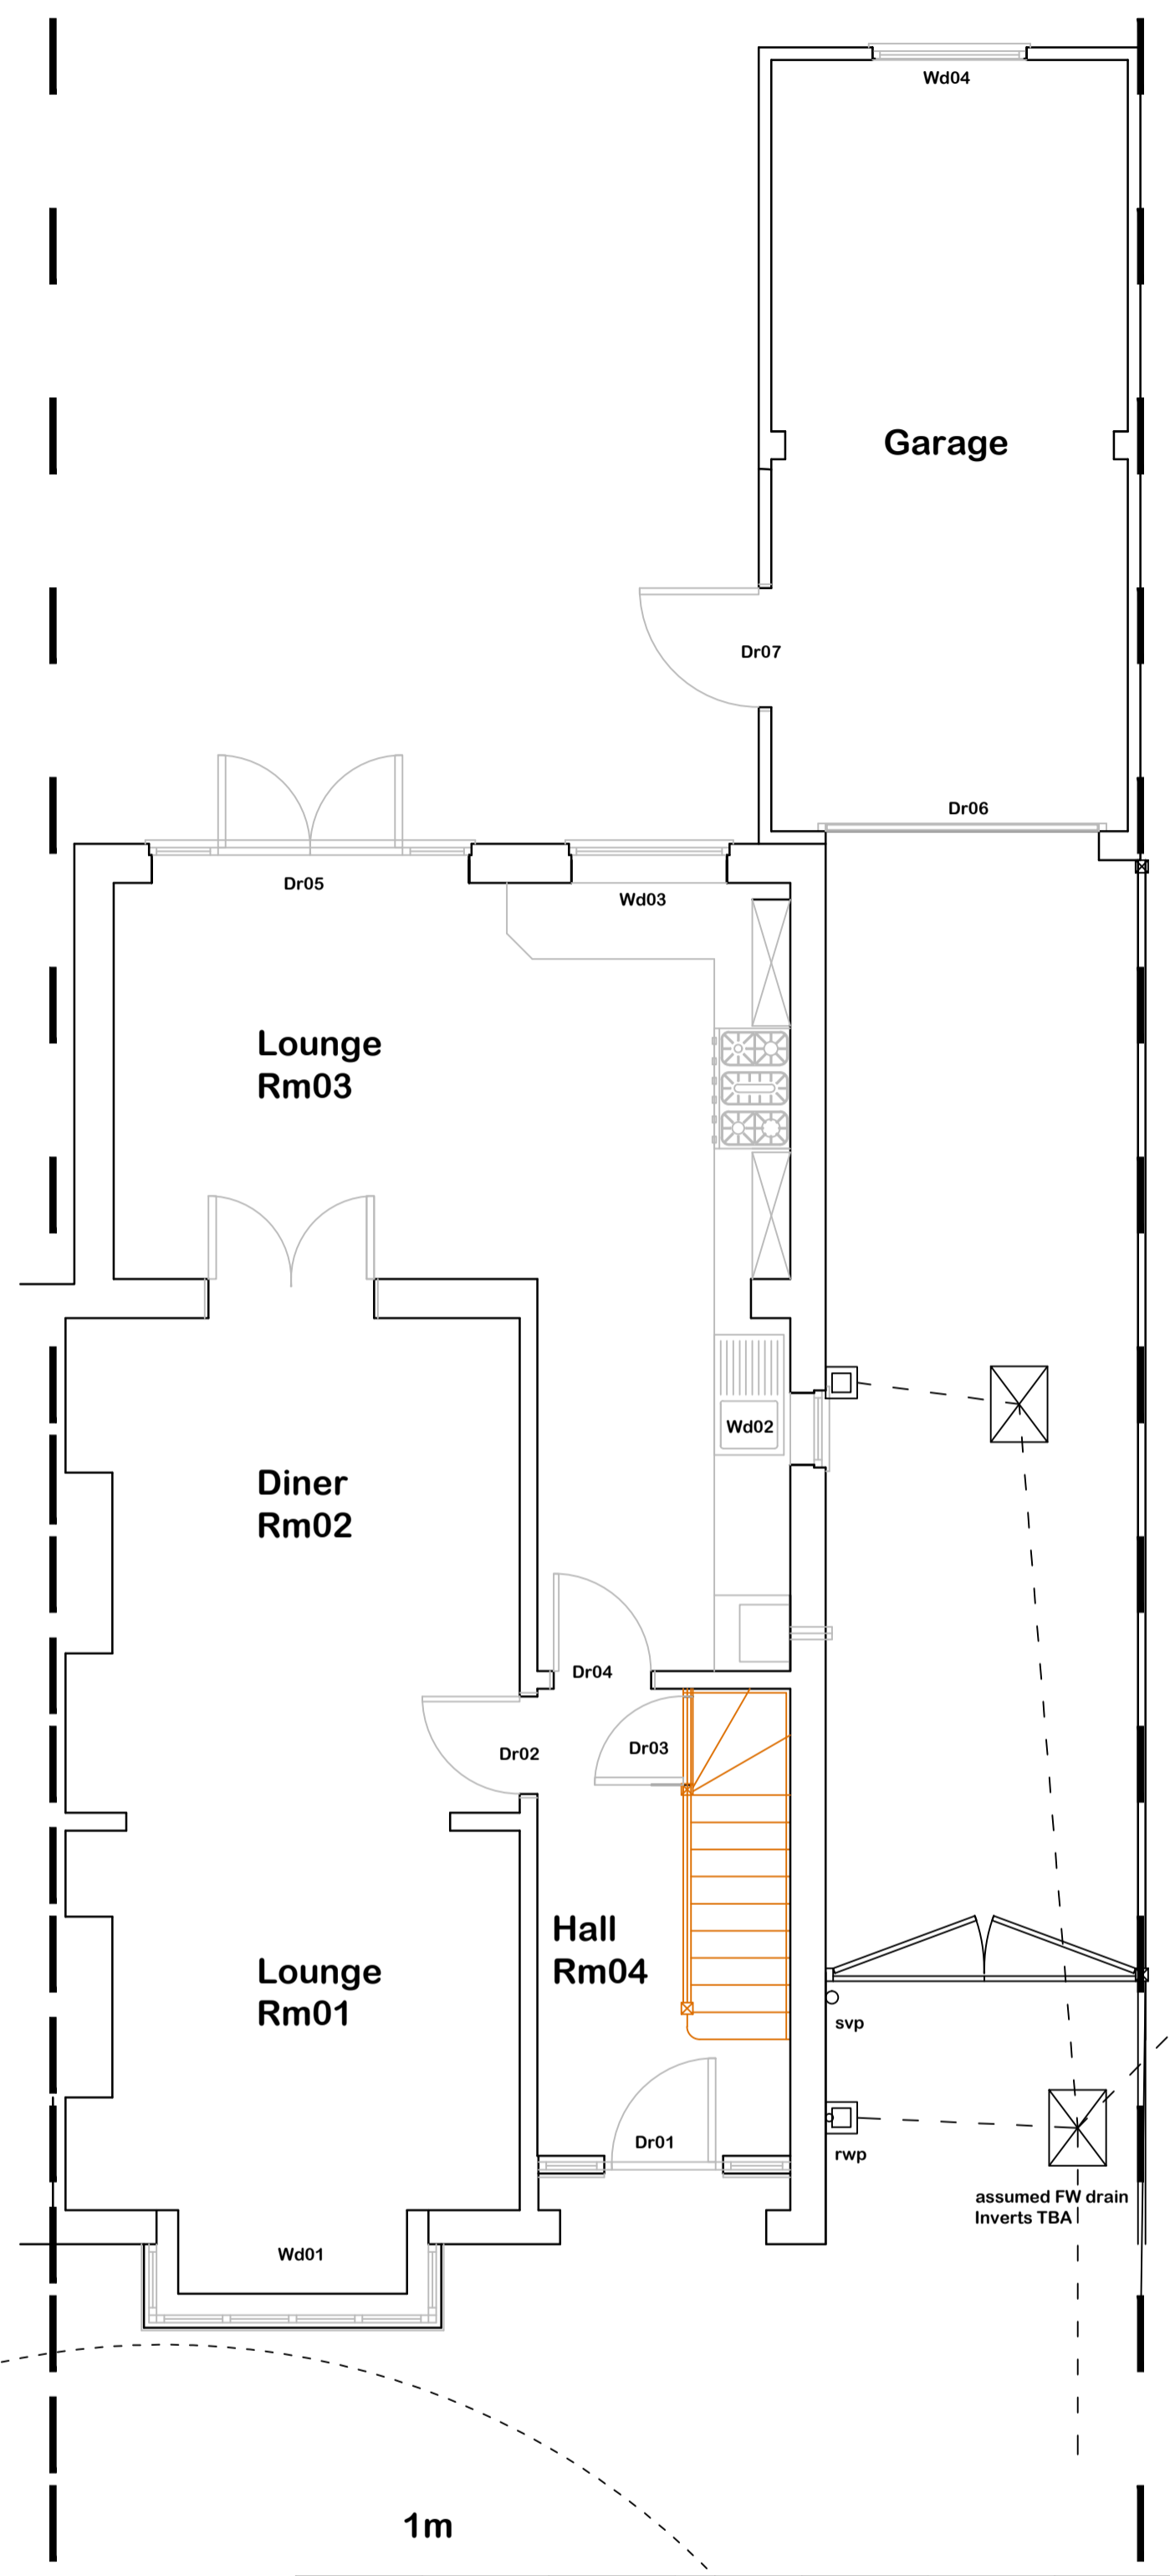 Wd04
Garage
Dr07
Dr06
Dr05
Wd03
Lounge
Rm03
Wd02
Diner
Rm02
Dr04
Dr03
Dr02
Hall
Rm04
Lounge
Rm01
svp
Dr01
rwp
assumed FW drain
Inverts TBA
Wd01
1m